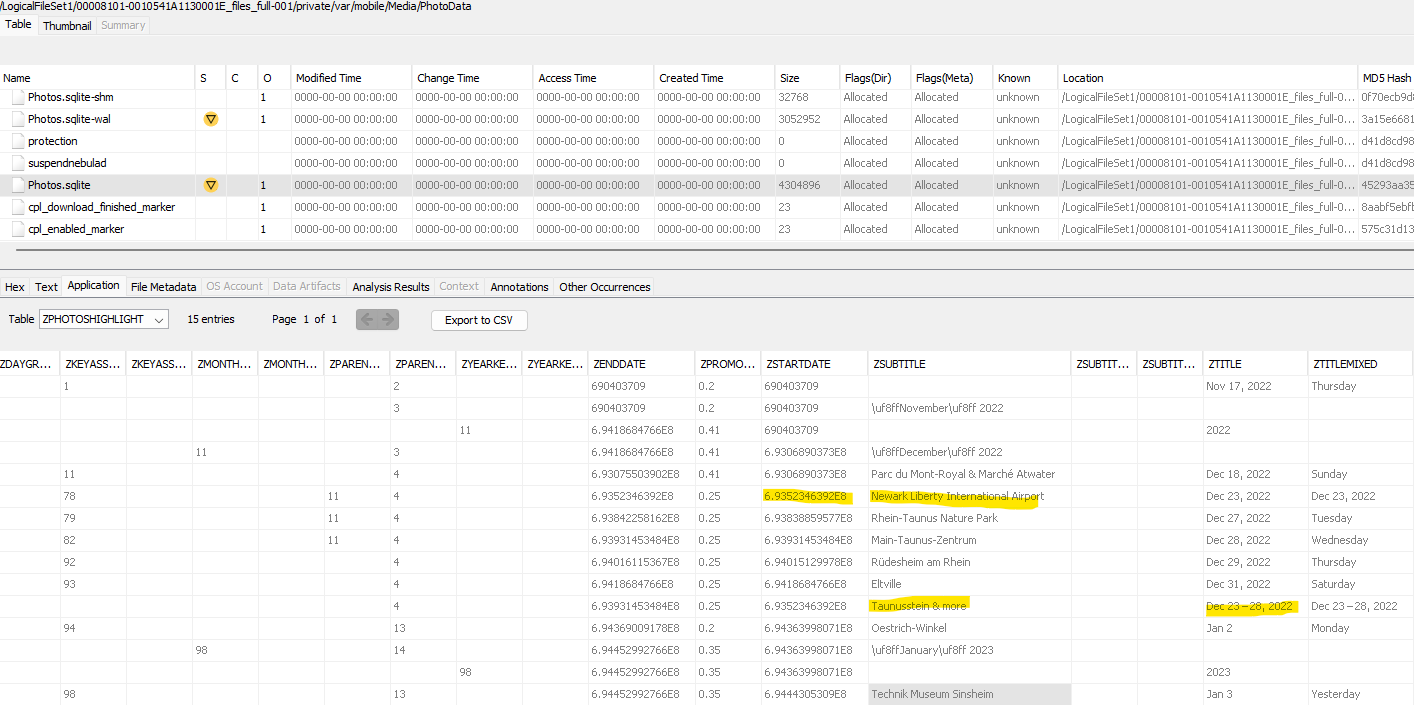 /LogicalFileSet1/00008101-0010541A1130001E_files_full-001/private/var/mobile/Media/PhotoData
Table Thumbnail Summary
Name S C O Modified Time Change Time Access Time Created Time Size Flags(Dir) Flags(Meta) Known Location MD5 Hash
Photos.sqlite-shm 1 0000-00-00 00:00:00 0000-00-00 00:00:00 0000-00-00 00:00:00 0000-00-00 00:00:00 32768 Allocated Allocated unknown /LogicalFileSet1/00008101-0010541A1130001E_files_full-0... 0f70ecb9d8
Photos.sqlite-wal 1 0000-00-00 00:00:00 0000-00-00 00:00:00 0000-00-00 00:00:00 0000-00-00 00:00:00 3052952 Allocated Allocated unknown /LogicalFileSet1/00008101-0010541A1130001E_files_full-0... 3a15e6681
protection 0000-00-00 00:00:00 0000-00-00 00:00:00 0000-00-00 00:00:00 0000-00-00 00:00:00 0 Allocated Allocated unknown /LogicalFileSet1/00008101-0010541A1130001E_files_full-0... d41d8cd98
suspendnebulad 0000-00-00 00:00:00 0000-00-00 00:00:00 0000-00-00 00:00:00 0000-00-00 00:00:00 0 Allocated Allocated unknown /LogicalFileSet1/00008101-0010541A1130001E_files_full-0... d41d8cd98
Photos.sqlite 1 0000-00-00 00:00:00 0000-00-00 00:00:00 0000-00-00 00:00:00 0000-00-00 00:00:00 4304896 Allocated Allocated unknown /LogicalFileSet1/00008101-0010541A1130001E_files_full-0... 45293aa35
cpl_download_finished_marker 1 0000-00-00 00:00:00 0000-00-00 00:00:00 0000-00-00 00:00:00 0000-00-00 00:00:00 23 Allocated Allocated unknown /LogicalFileSet1/00008101-0010541A1130001E_files_full-0... 8aabf5ebfb
cpl_enabled_marker 1 0000-00-00 00:00:00 0000-00-00 00:00:00 0000-00-00 00:00:00 0000-00-00 00:00:00 23 Allocated Allocated unknown /LogicalFileSet1/00008101-0010541A1130001E_files_full-0... 575c31d13
Hex Text Application File Metadata OS Account Data Artifacts Analysis Results Context Annotations Other Occurrences
Table ZPHOTOSHIGHLIGHT 15 entries Page 1 of 1 Export to CSV
ZDAYGR... ZKEYASS... ZKEYASS... ZMONTH... ZMONTH... ZPAREN... ZPAREN... ZYEARKE... ZYEARKE... ZENDDATE ZPROMO... ZSTARTDATE ZSUBTITLE ZSUBTIT... ZSUBTIT... ZTITLE ZTITLEMIXED
1 2 690403709 0.2 690403709 Nov 17, 2022 Thursday
3 690403709 0.2 690403709 \uf8ffNovember\uf8ff 2022
11 6.9418684766E8 0.41 690403709 2022
11 3 6.9418684766E8 0.41 6.9306890373E8 \uf8ffDecember\uf8ff 2022
11 4 6.93075503902E8 0.41 6.9306890373E8 Parc du Mont-Royal & Marché Atwater Dec 18, 2022 Sunday
78 11 4 6.9352346392E8 0.25 6.9352346392E8 Newark Liberty International Airport Dec 23, 2022 Dec 23, 2022
79 11 4 6.93842258162E8 0.25 6.93838859577E8 Rhein-Taunus Nature Park Dec 27, 2022 Tuesday
82 11 4 6.93931453484E8 0.25 6.93931453484E8 Main-Taunus-Zentrum Dec 28, 2022 Wednesday
92 4 6.94016115367E8 0.25 6.94015129978E8 Rüdesheim am Rhein Dec 29, 2022 Thursday
93 4 6.9418684766E8 0.25 6.9418684766E8 Eltville Dec 31, 2022 Saturday
4 6.93931453484E8 0.25 6.9352346392E8 Taunusstein & more Dec 23 – 28, 2022 Dec 23 – 28, 2022
94 13 6.94369009178E8 0.2 6.94363998071E8 Oestrich-Winkel Jan 2 Monday
98 14 6.94452992766E8 0.35 6.94363998071E8 \uf8ffJanuary\uf8ff 2023
98 6.94452992766E8 0.35 6.94363998071E8 2023
98 13 6.94452992766E8 0.35 6.9444305309E8 Technik Museum Sinsheim Jan 3 Yesterday